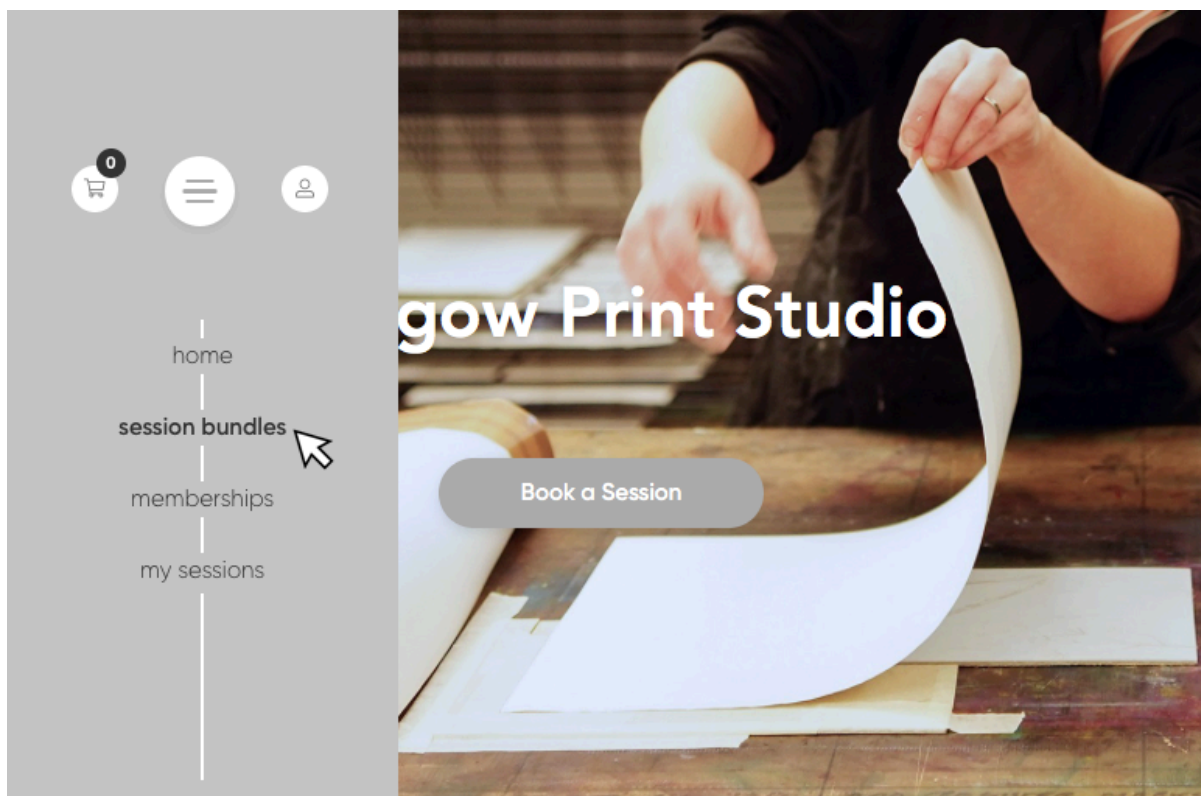 0
home
session bundles
memberships
my sessions
gow Print Studio
Book a Session